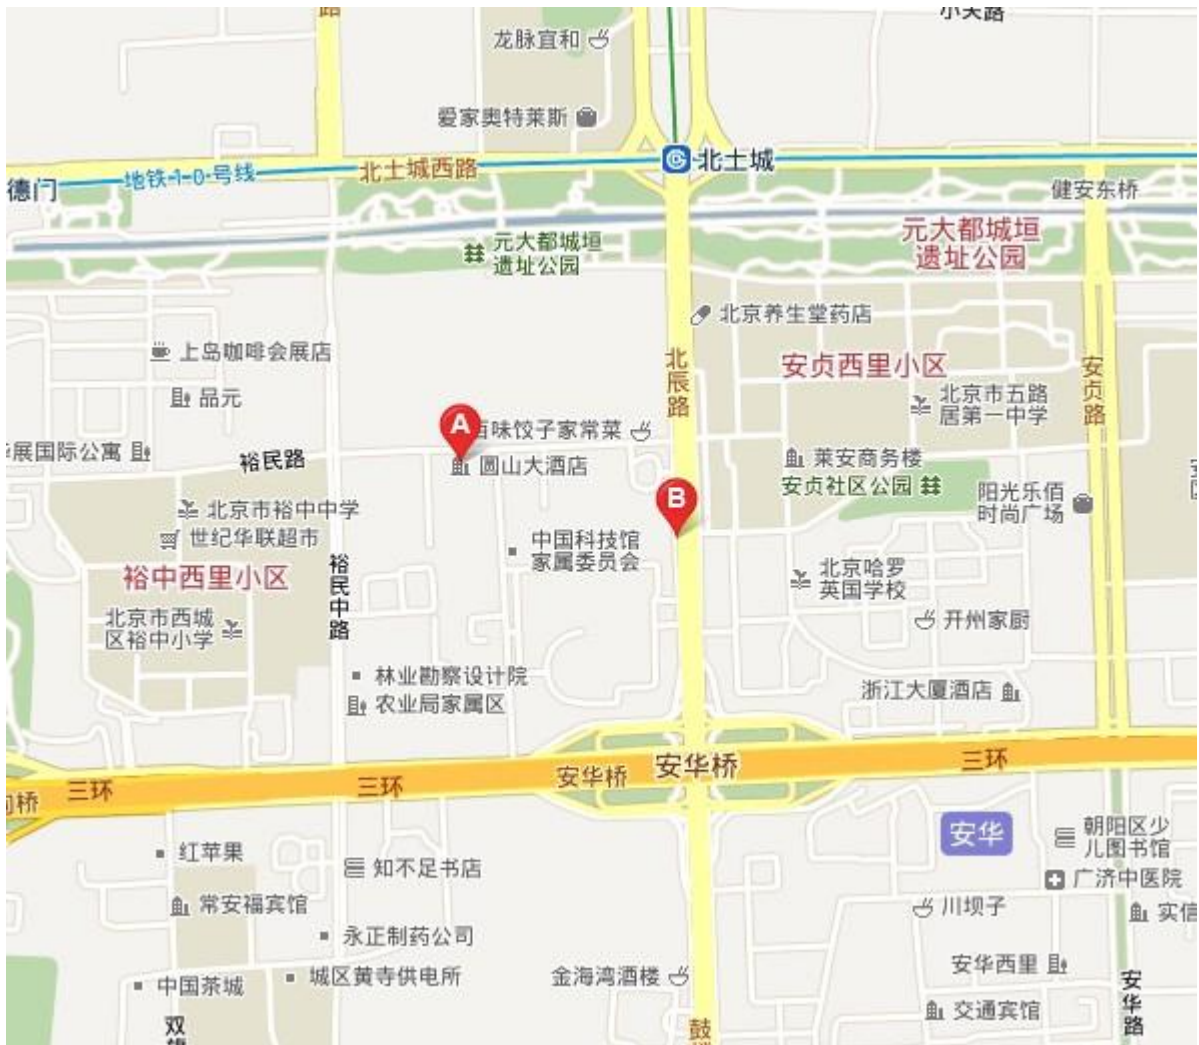 路
小关路
龙脉宜和
爱家奥特莱斯
北土城
北土城西路
地铁1·0·号线
德门
健安东桥
元大都城垣
遗址公园
元大都城垣
遗址公园
北京养生堂药店
上岛咖啡会展店
北辰路
安贞西里小区
安贞路
品元
北京市五路
居第一中学
A
百味饺子家常菜
展国际公寓
裕民路
圆山大酒店
莱安商务楼
安贞社区公园
阳光乐佰
时尚广场
B
北京市裕中中学
世纪华联超市
中国科技馆
家属委员会
裕中西里小区
裕民中路
北京哈罗
英国学校
北京市西城
区裕中小学
开州家厨
林业勘察设计院
农业局家属区
浙江大厦酒店
三环
三环
安华桥
安华桥
三环
桥
安华
朝阳区少
儿图书馆
红苹果
知不足书店
广济中医院
常安福宾馆
川坝子
实信
永正制药公司
城区黄寺供电所
金海湾酒楼
安华西里
中国茶城
交通宾馆
安华路
双
鼓